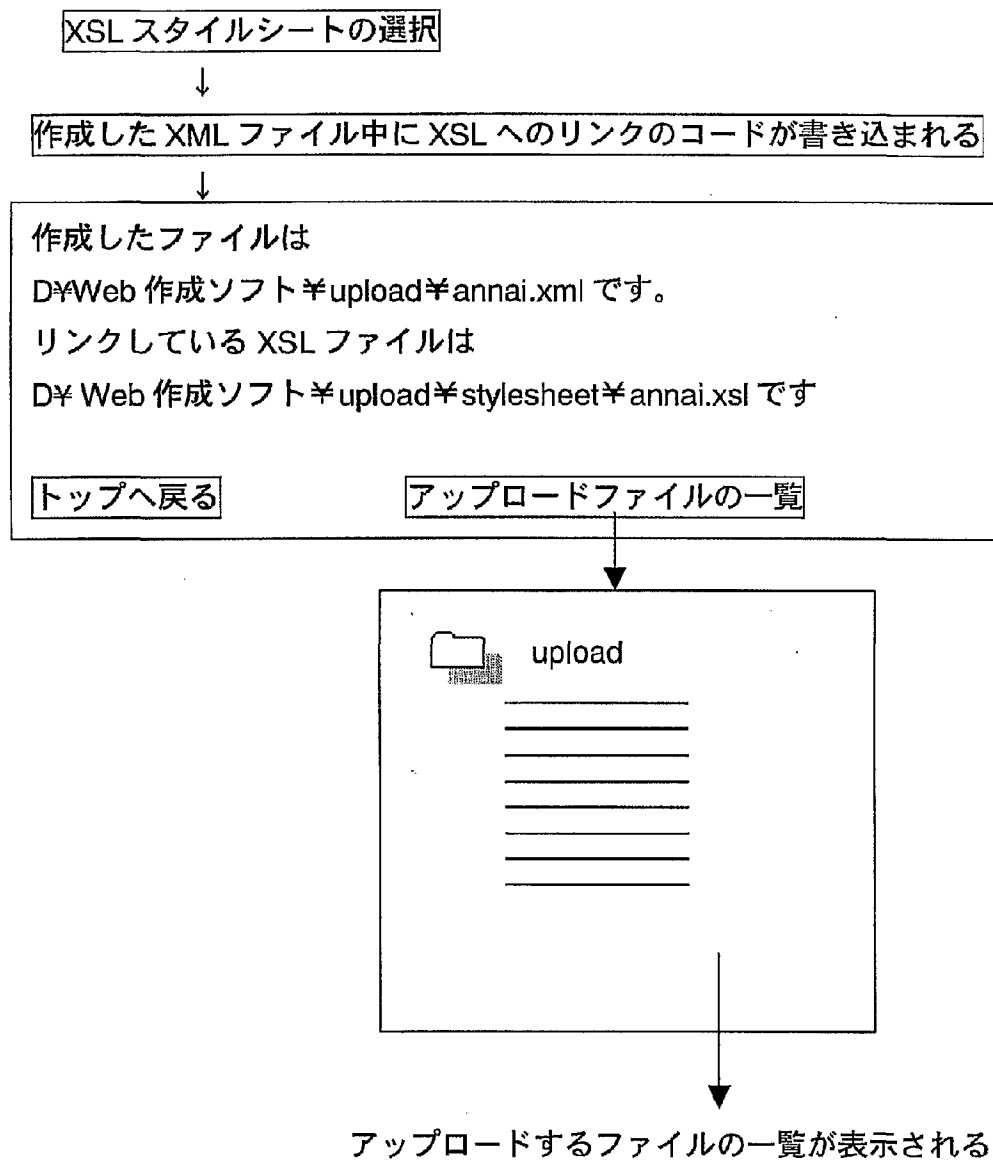 XSL スタイルシートの選択
↓
作成した XML ファイル中に XSL へのリンクのコードが書き込まれる
↓
作成したファイルは
D¥Web 作成ソフト¥upload¥annai.xml です。
リンクしている XSL ファイルは
D¥ Web 作成ソフト¥upload¥stylesheet¥annai.xsl です
トップへ戻る アップロードファイルの一覧
upload
アップロードするファイルの一覧が表示される